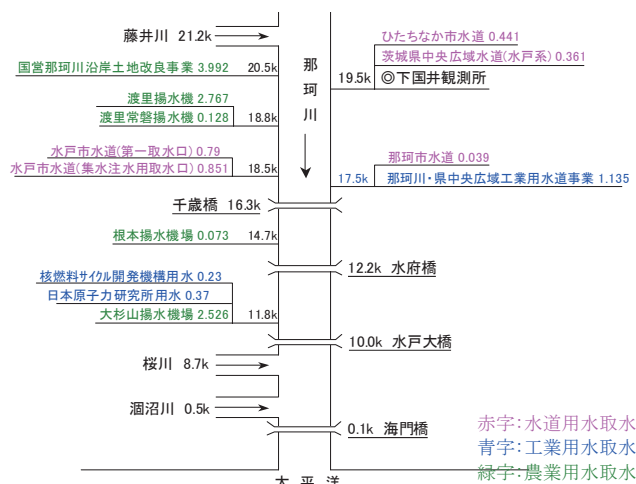 藤井川 21.2k
ひたちなか市水道 0.441
茨城県中央広域水道(水戸系) 0.361
国営那珂川沿岸土地改良事業 3.992 20.5k
19.5k ◎下国井観測所
那珂川
渡里揚水機 2.767
渡里常磐揚水機 0.128 18.8k
水戸市水道(第一取水口) 0.79
水戸市水道(集水注水用取水口) 0.851 18.5k
那珂市水道 0.039
17.5k 那珂川・県中央広域工業用水道事業 1.135
千歳橋 16.3k
根本揚水機場 0.073 14.7k
12.2k 水府橋
核燃料サイクル開発機構用水 0.23
日本原子力研究所用水 0.37
大杉山揚水機場 2.526 11.8k
10.0k 水戸大橋
桜川 8.7k
涸沼川 0.5k
0.1k 海門橋
赤字:水道用水取水
青字:工業用水取水
緑字:農業用水取水
太平洋